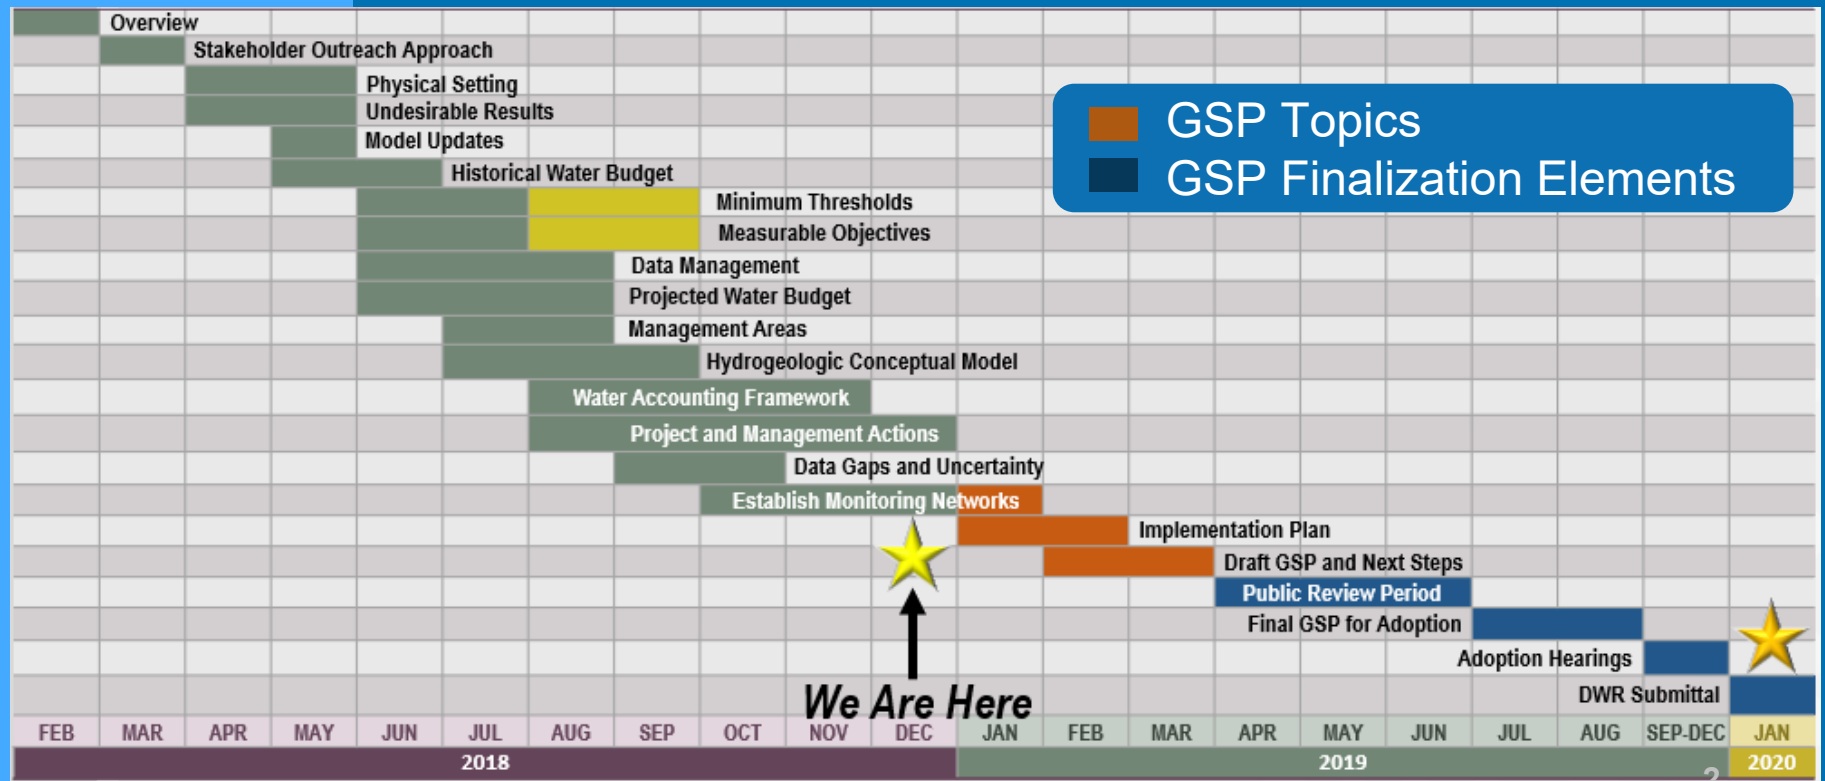 Overview
Stakeholder Outreach Approach
Physical Setting
Undesirable Results
Model Updates
Historical Water Budget
GSP Topics
GSP Finalization Elements
Minimum Thresholds
Measurable Objectives
Data Management
Projected Water Budget
Management Areas
Hydrogeologic Conceptual Model
Water Accounting Framework
Project and Management Actions
Data Gaps and Uncertainty
Establish Monitoring Networks
Implementation Plan
Draft GSP and Next Steps
Public Review Period
Final GSP for Adoption
Adoption Hearings
DWR Submittal
We Are Here
FEB MAR APR MAY JUN JUL AUG SEP OCT NOV DEC JAN FEB MAR APR MAY JUN JUL AUG SEP-DEC JAN
2018 2019 2020
2